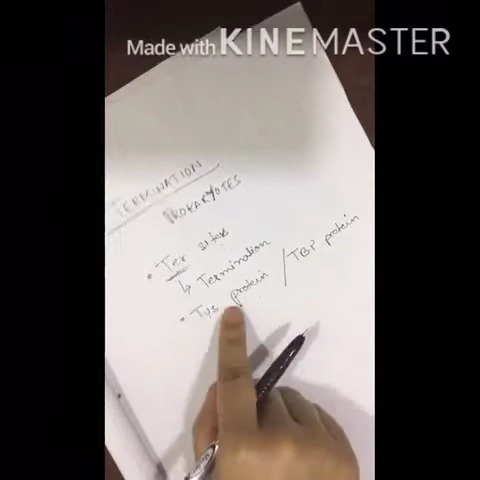 Made with KINEMASTER
TERMINATION
PROKARYOTES
• Ter sites
↳ Termination
• Tus protein / TBP protein